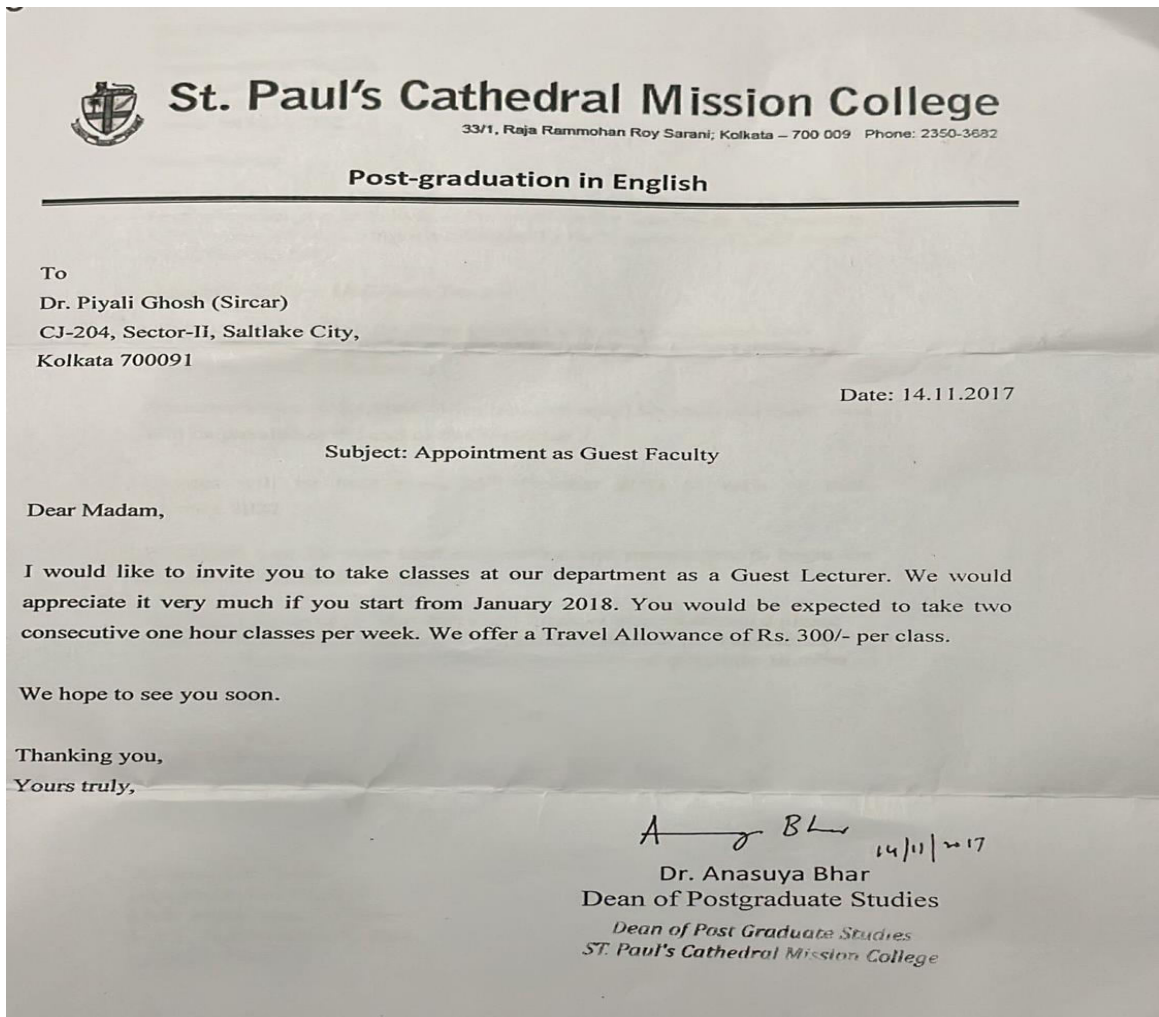 St. Paul's Cathedral Mission College
33/1, Raja Rammohan Roy Sarani; Kolkata – 700 009 Phone: 2350-3682
Post-graduation in English
To
Dr. Piyali Ghosh (Sircar)
CJ-204, Sector-II, Saltlake City,
Kolkata 700091
Date: 14.11.2017
Subject: Appointment as Guest Faculty
Dear Madam,
I would like to invite you to take classes at our department as a Guest Lecturer. We would
appreciate it very much if you start from January 2018. You would be expected to take two
consecutive one hour classes per week. We offer a Travel Allowance of Rs. 300/- per class.
We hope to see you soon.
Thanking you,
Yours truly,
14/11/2017
Dr. Anasuya Bhar
Dean of Postgraduate Studies
Dean of Post Graduate Studies
ST. Paul's Cathedral Mission College